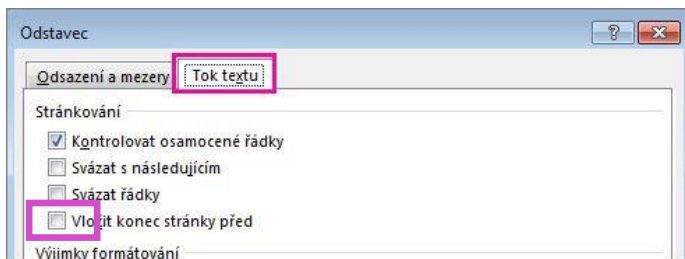 Odstavec
Odsazení a mezery Tok textu
Stránkování
Kontrolovat osamocené řádky
Svázat s následujícím
Svázat řádky
Vložit konec stránky před
Výjimky formátování